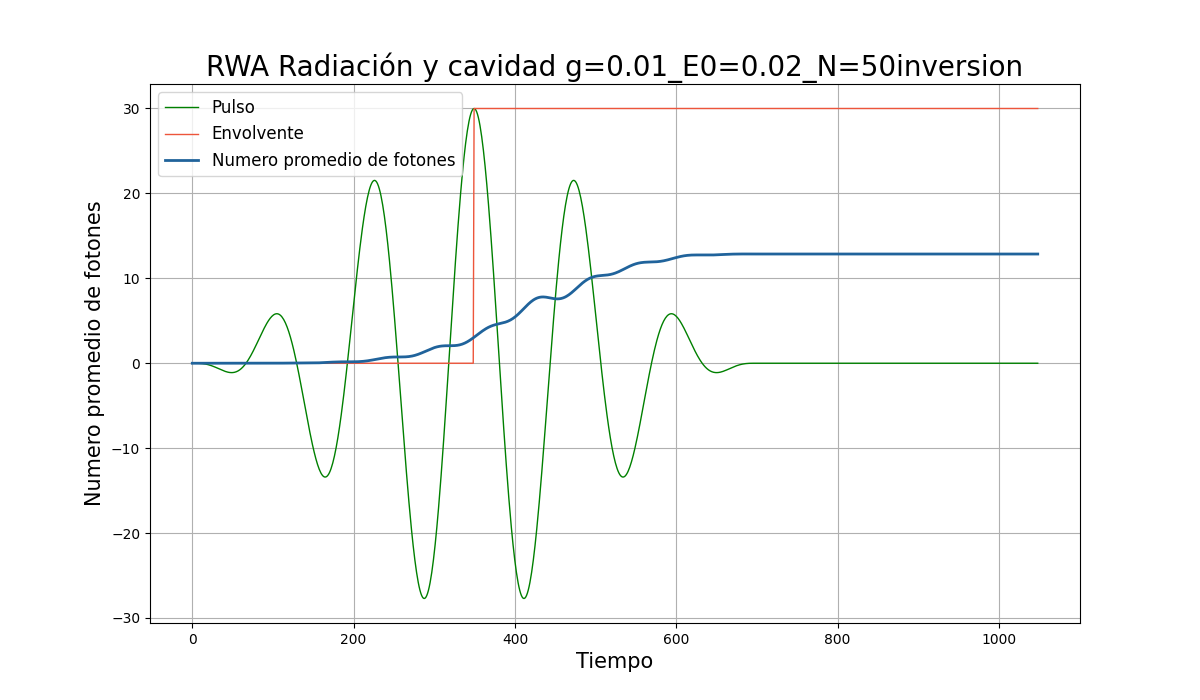 RWA Radiación y cavidad g=0.01_E0=0.02_N=50inversion
Pulso
Envolvente
Numero promedio de fotones
Numero promedio de fotones
30
20
10
0
−10
−20
−30
0 200 400 600 800 1000
Tiempo